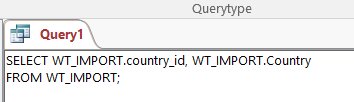 Querytype
Query1
SELECT WT_IMPORT.country_id, WT_IMPORT.Country
FROM WT_IMPORT;